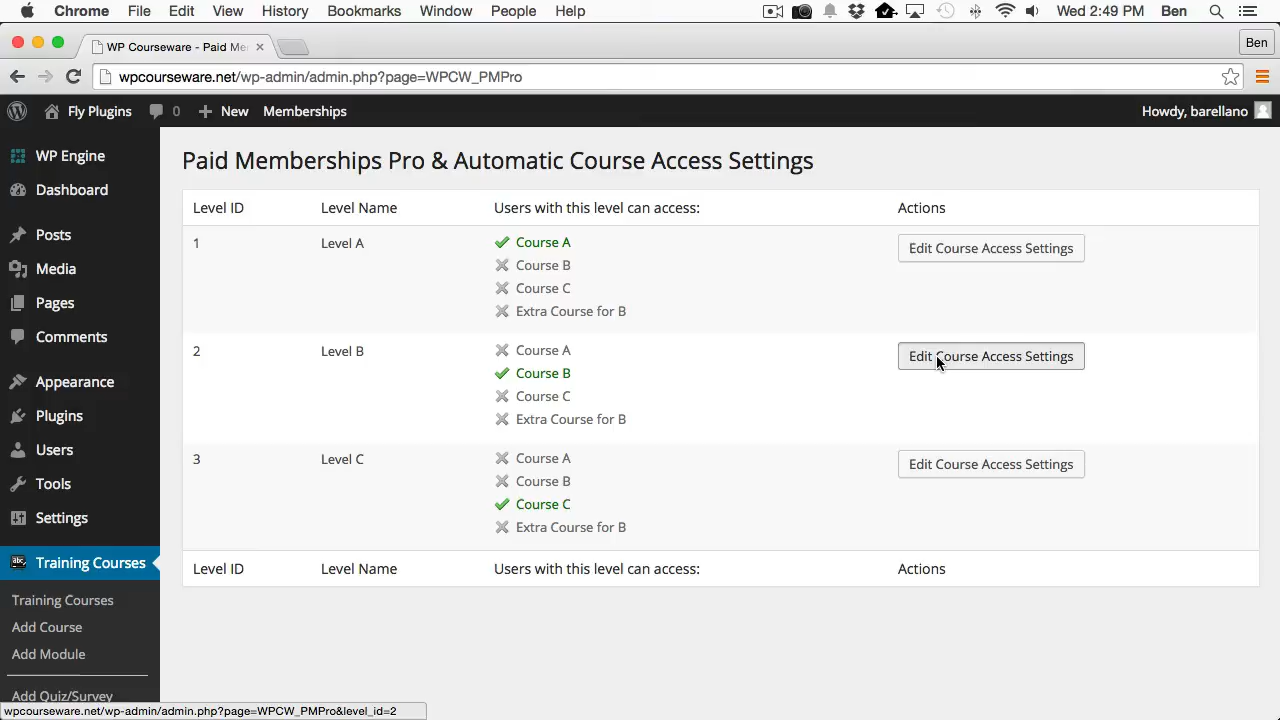 Chrome File Edit View History Bookmarks Window People Help Wed 2:49 PM Ben
WP Courseware - Paid Me
Ben
wpcourseware.net/wp-admin/admin.php?page=WPCW_PMPro
Fly Plugins 0 New Memberships Howdy, barellano
WP Engine
Dashboard
Posts
Media
Pages
Comments
Appearance
Plugins
Users
Tools
Settings
abc
Training Courses
Training Courses
Add Course
Add Module
Add Quiz/Survey
Paid Memberships Pro & Automatic Course Access Settings
Level ID Level Name Users with this level can access: Actions
1 Level A Course A Edit Course Access Settings
Course B
Course C
Extra Course for B
2 Level B Course A Edit Course Access Settings
Course B
Course C
Extra Course for B
3 Level C Course A Edit Course Access Settings
Course B
Course C
Extra Course for B
Level ID Level Name Users with this level can access: Actions
wpcourseware.net/wp-admin/admin.php?page=WPCW_PMPro&level_id=2